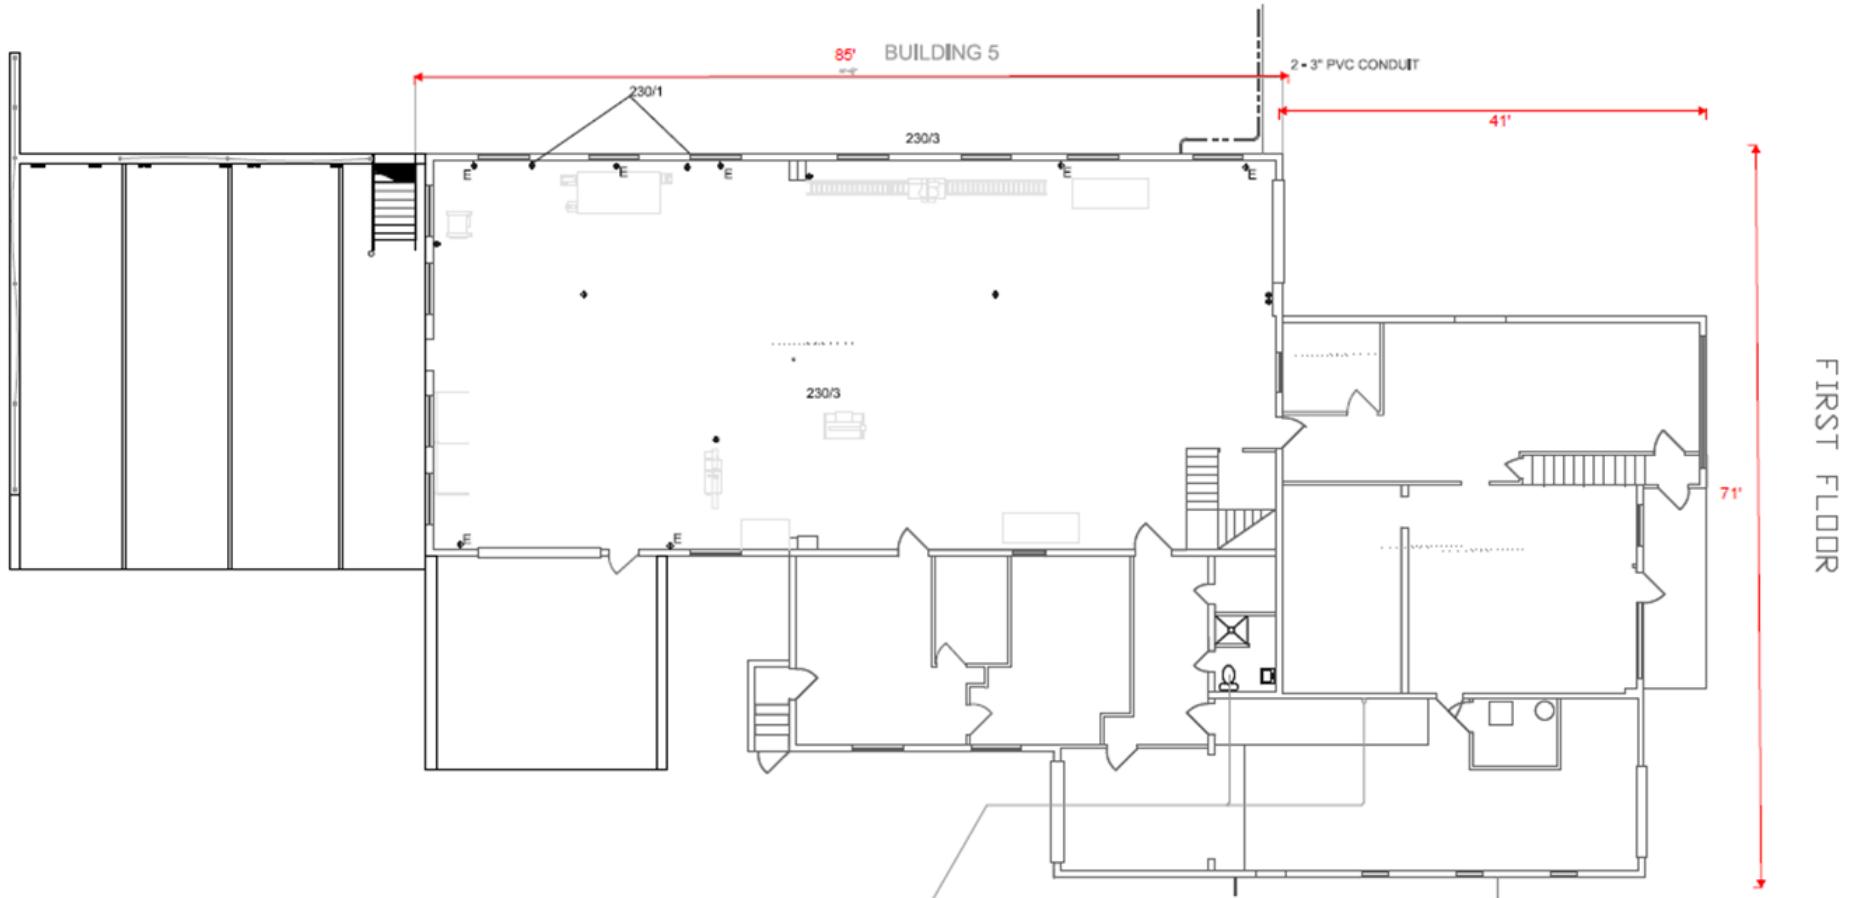 85' BUILDING 5
2 - 3" PVC CONDUIT
230/1
41'
230/3
E E E E E
230/3
71'
FIRST FLOOR
E E